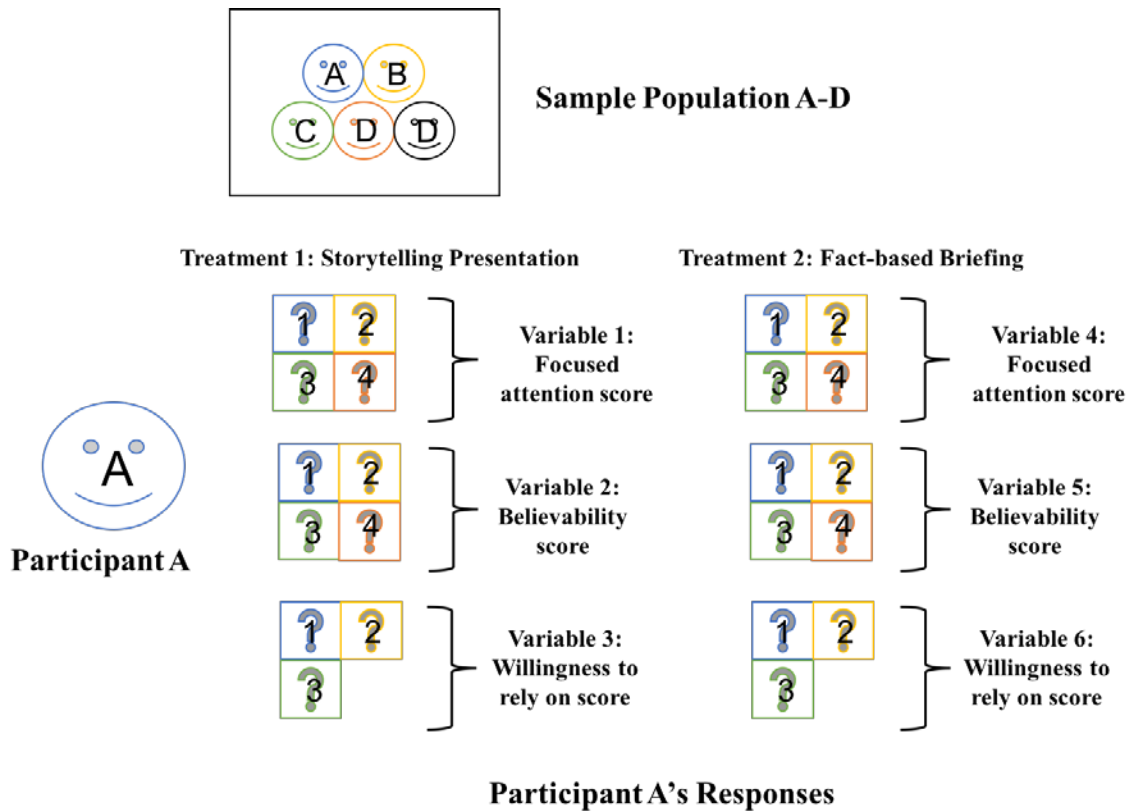 A B
C D D
Sample Population A-D
Treatment 1: Storytelling Presentation
Treatment 2: Fact-based Briefing
1 2
3 4
Variable 1:
Focused
attention score
1 2
3 4
Variable 4:
Focused
attention score
A
Participant A
1 2
3 4
Variable 2:
Believability
score
1 2
3 4
Variable 5:
Believability
score
1 2
3
Variable 3:
Willingness to
rely on score
1 2
3
Variable 6:
Willingness to
rely on score
Participant A's Responses